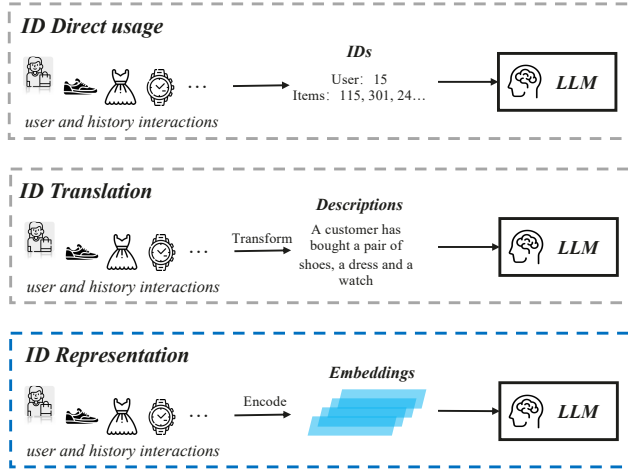 ID Direct usage
IDs
User: 15
Items: 115, 301, 24…
…
LLM
user and history interactions
ID Translation
Descriptions
A customer has
bought a pair of
shoes, a dress and a
watch
…
Transform
LLM
user and history interactions
ID Representation
Embeddings
…
Encode
LLM
user and history interactions